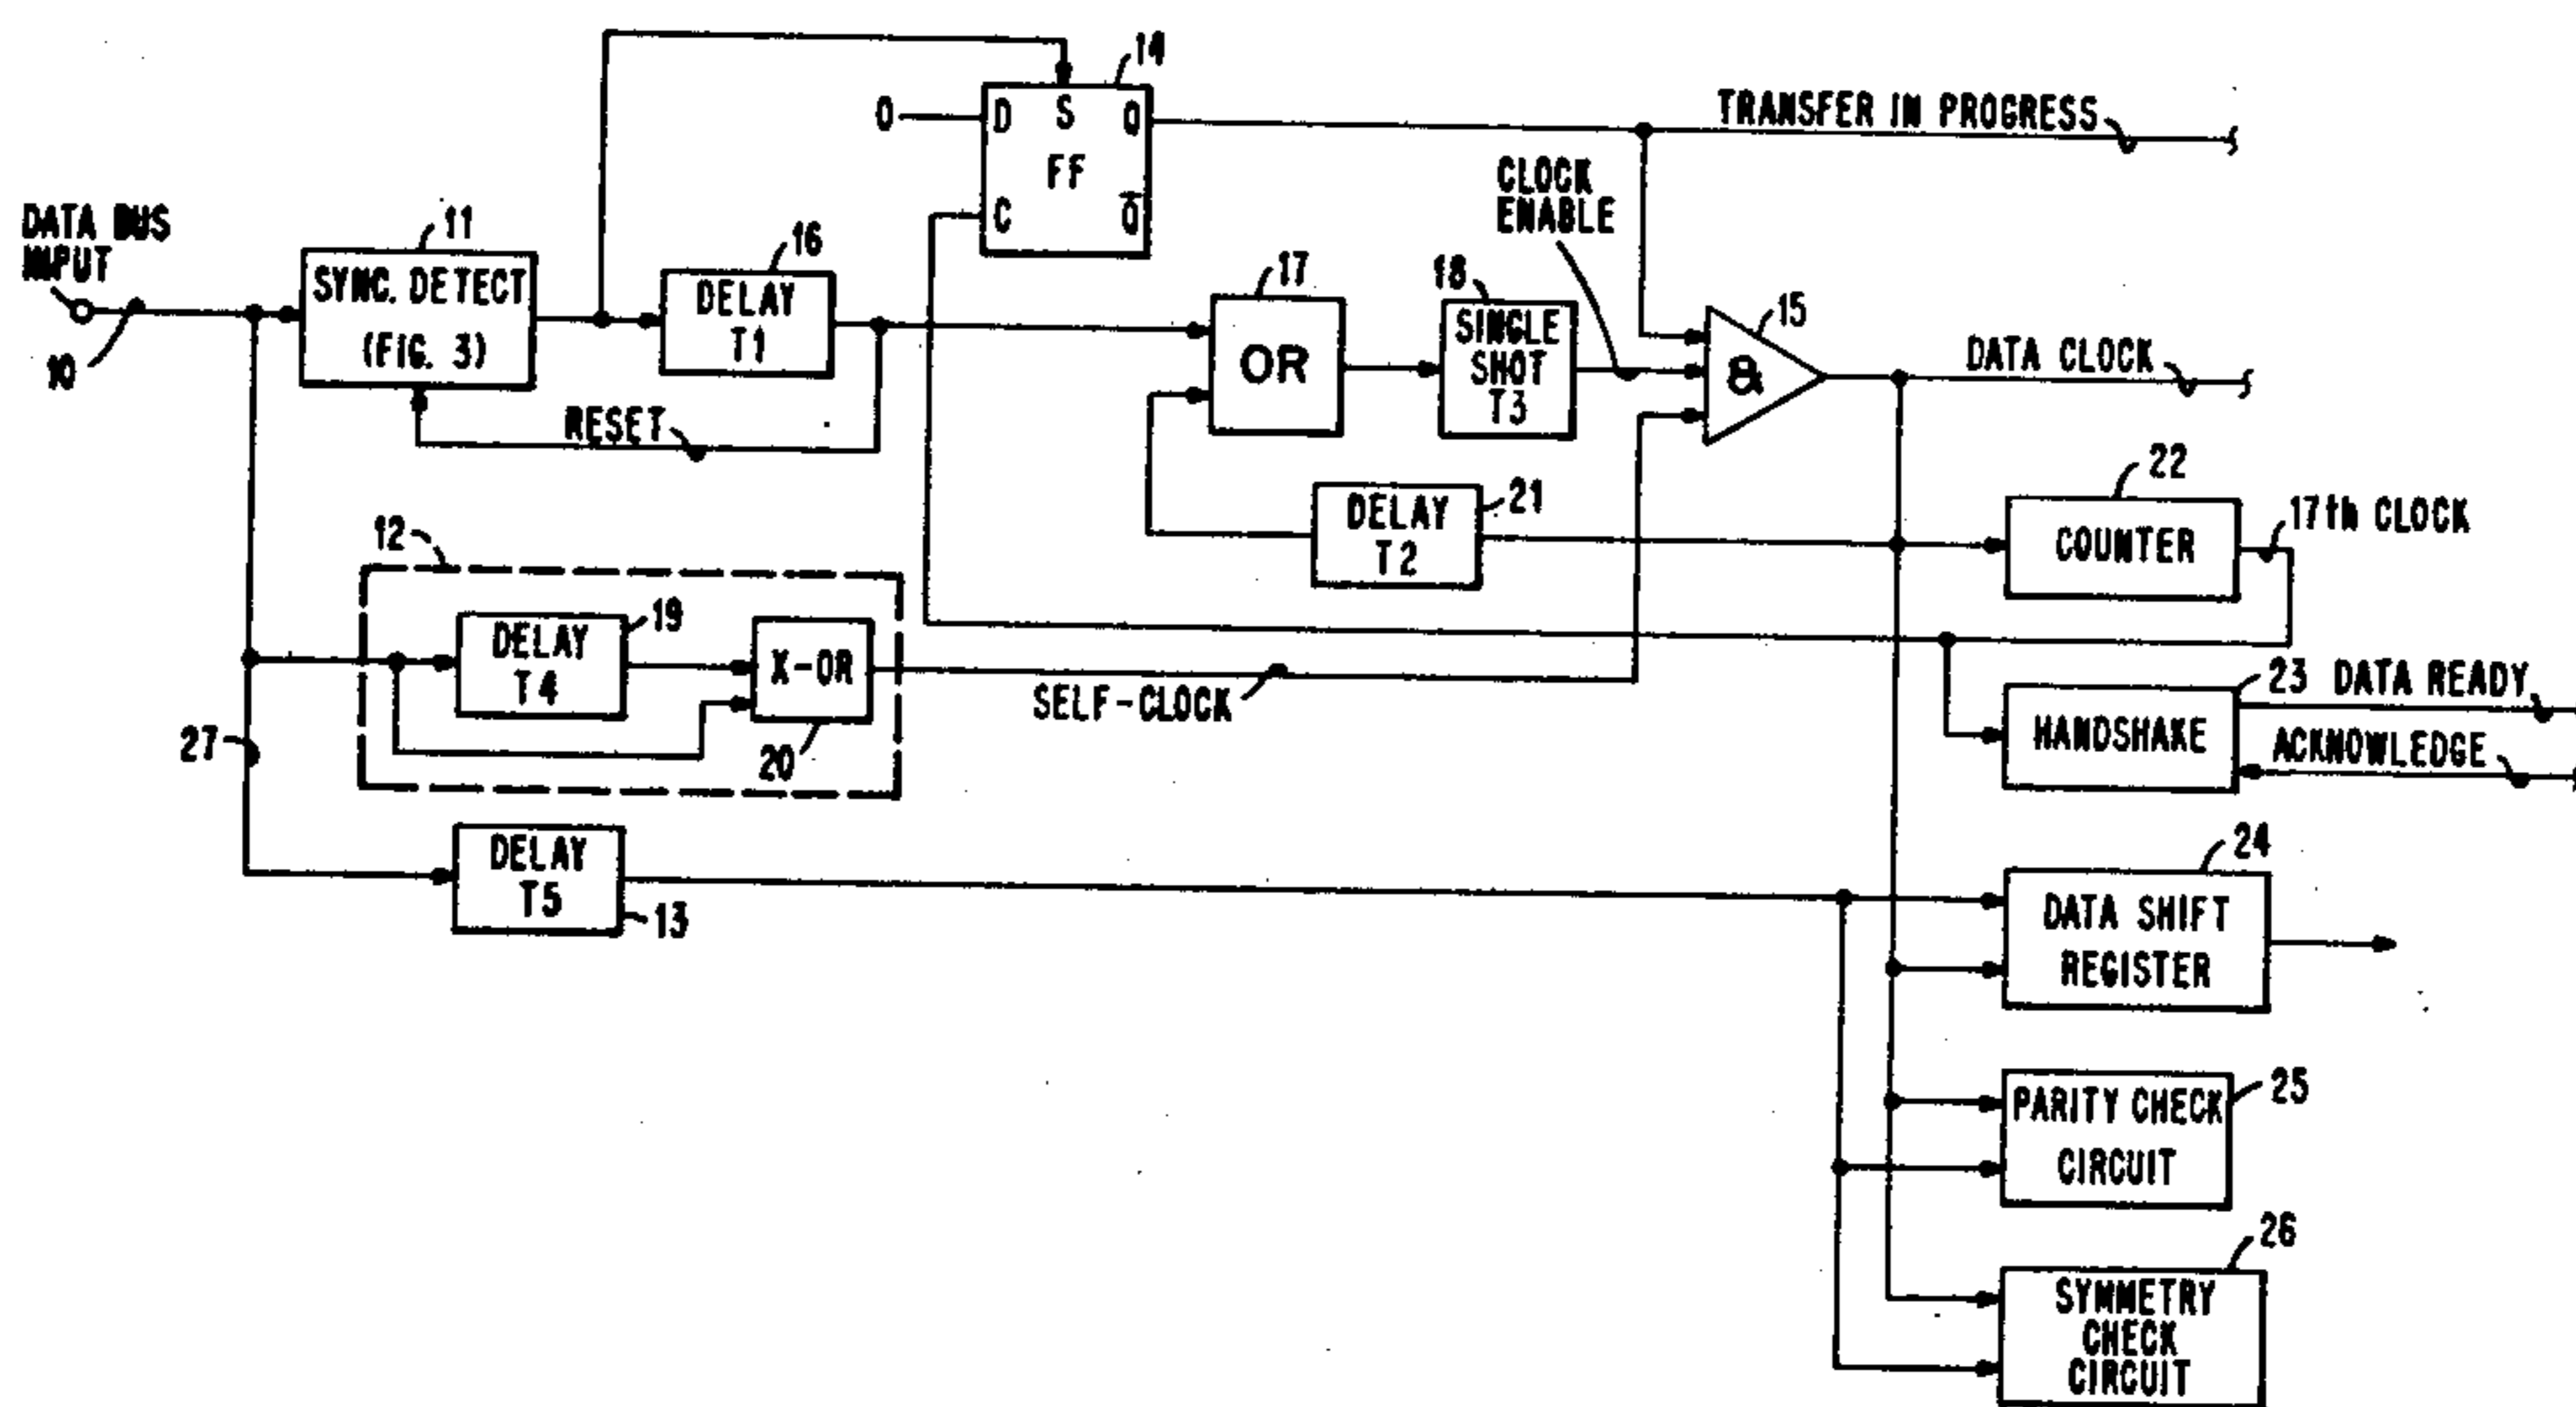 14
0
D
S
Q
FF
C
Q̅
TRANSFER IN PROGRESS
CLOCK
ENABLE
DATA BUS
INPUT
10
11
SYNC. DETECT
(FIG. 3)
16
DELAY
T1
RESET
17
OR
18
SINGLE
SHOT
T3
15
&
DATA CLOCK
21
DELAY
T2
22
COUNTER
17th CLOCK
12
19
DELAY
T4
X-OR
20
SELF-CLOCK
27
23
DATA READY
HANDSHAKE
ACKNOWLEDGE
DELAY
T5
13
24
DATA SHIFT
REGISTER
25
PARITY CHECK
CIRCUIT
26
SYMMETRY
CHECK
CIRCUIT